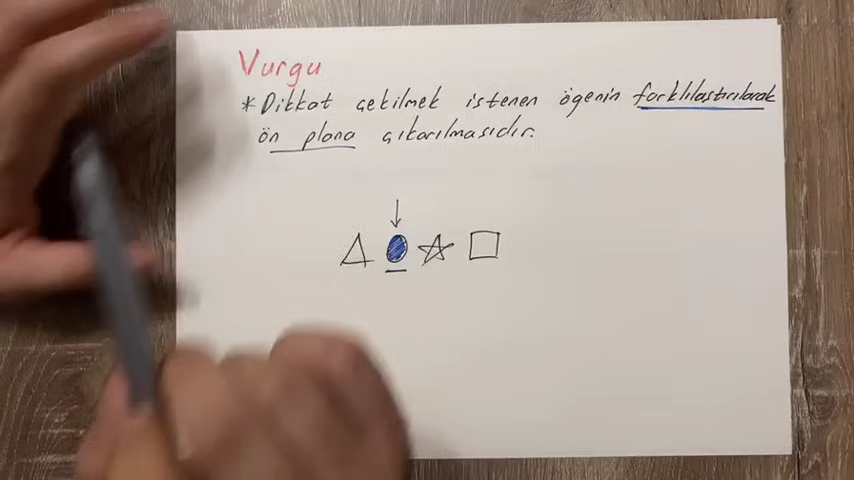 Vurgu
* Dikkat çekilmek istenen ögenin farklılaştırılarak
ön plana çıkarılmasıdır.